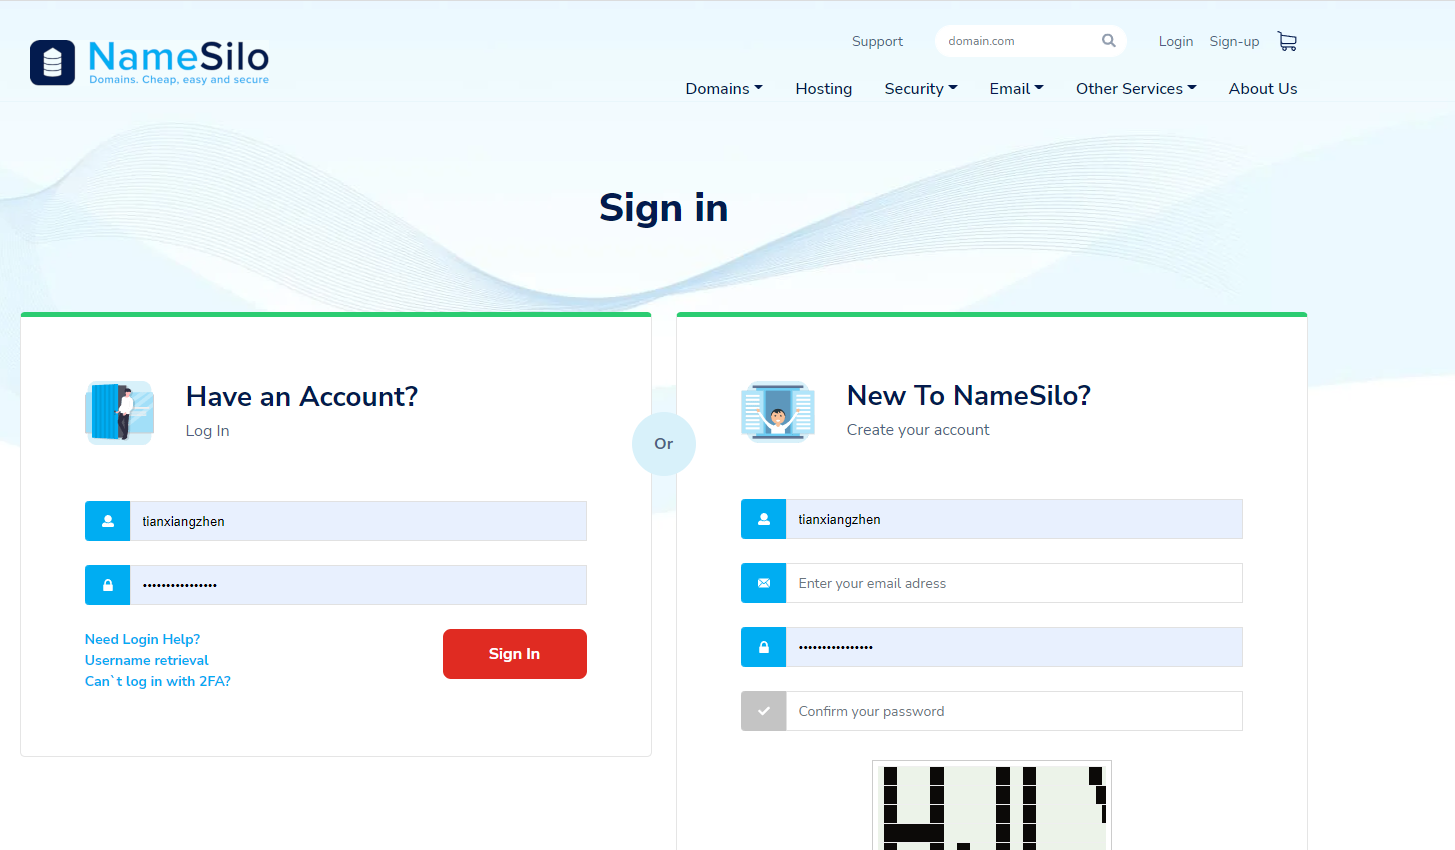 NameSilo
Domains. Cheap, easy and secure
Support
domain.com
Login
Sign-up
Domains
Hosting
Security
Email
Other Services
About Us
Sign in
Have an Account?
Log In
tianxiangzhen
••••••••••••••••
Need Login Help?
Username retrieval
Can`t log in with 2FA?
Sign In
Or
New To NameSilo?
Create your account
tianxiangzhen
Enter your email adress
••••••••••••••••
Confirm your password